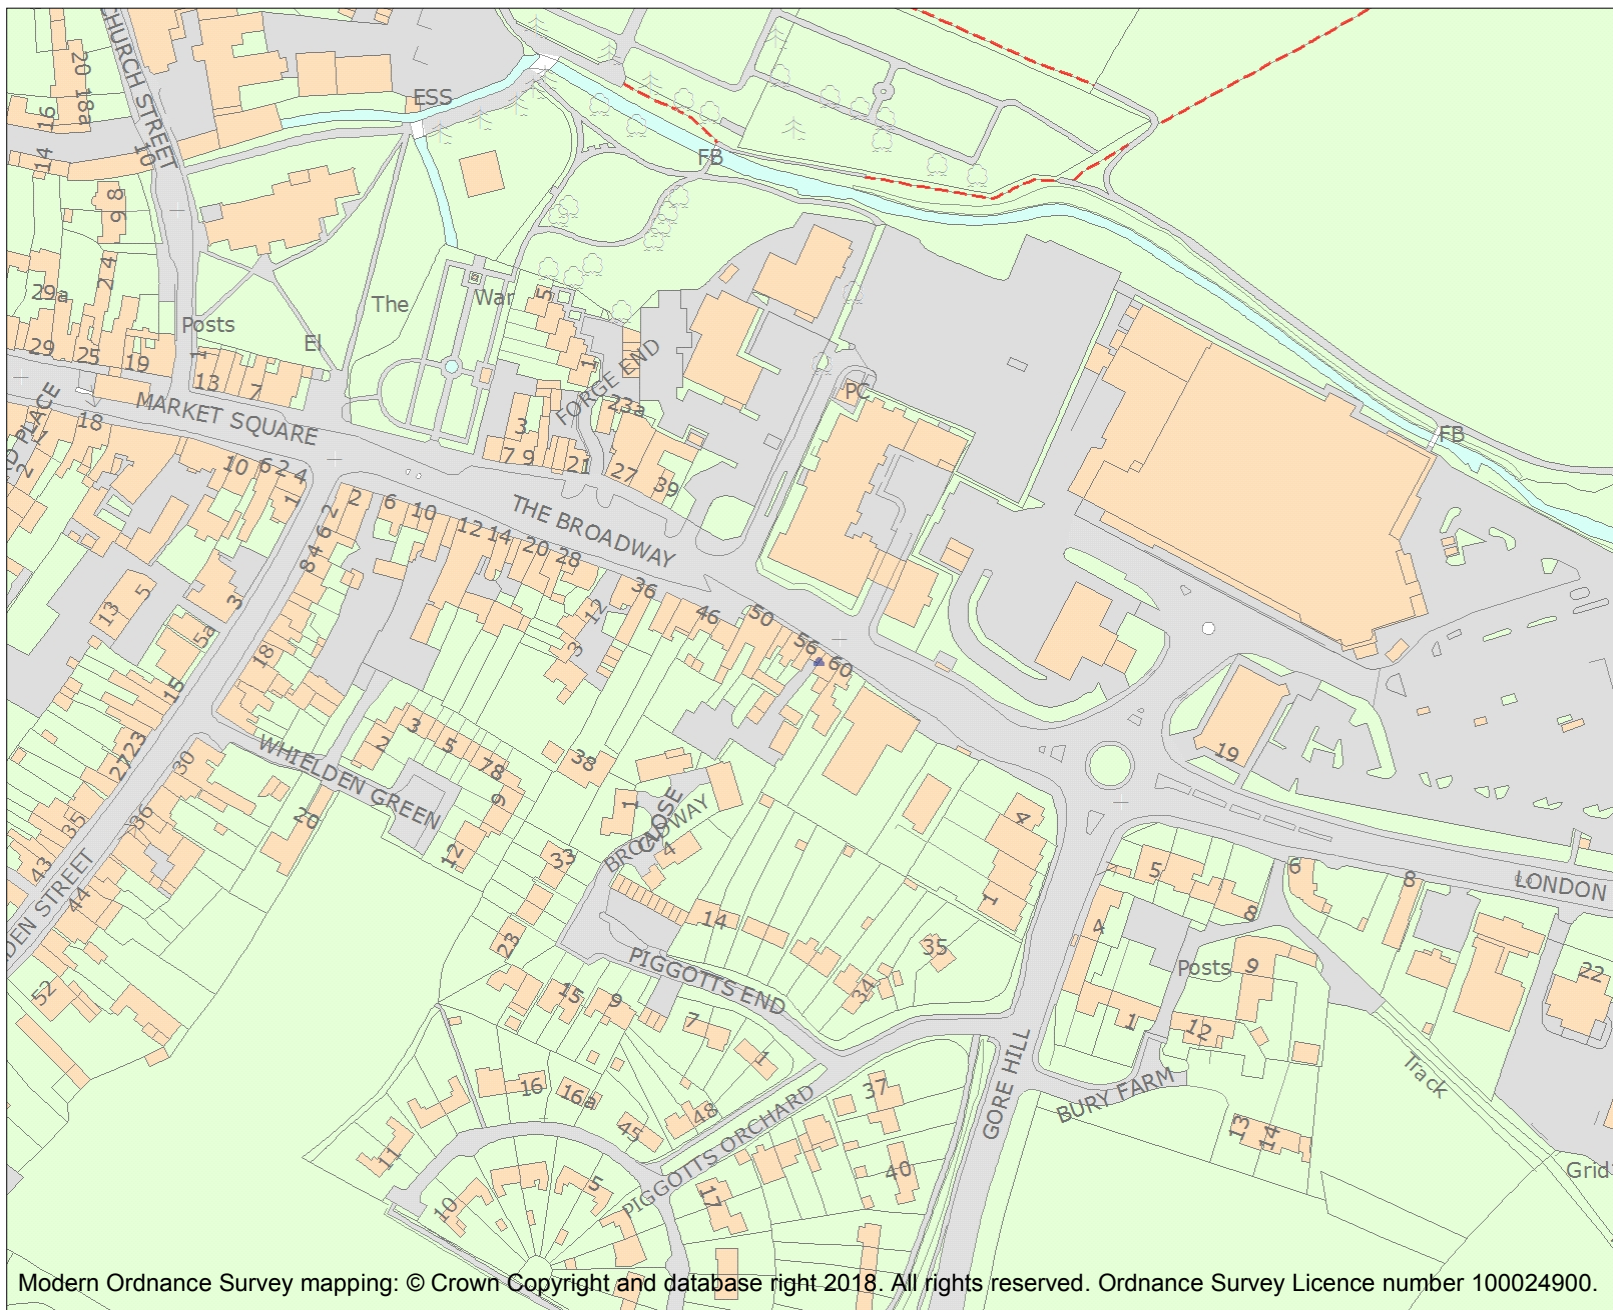 CHURCH STREET
20 18a
16
14
10
ESS
FB
8
6
2 4
29a
29
25
19
Posts
1
13
7
El
The
War
5
1
FORGE END
23a
PC
MARKET SQUARE
18
1
2
3
7 9
21
27
39
FB
10
6 2 4
1
2
2
8 4 6
6
10
12 14
20
28
THE BROADWAY
36
12
3
46
50
56
60
13
5
3
5a
15
18
27 23
30
WHIELDEN GREEN
2
3
5
78
9
12
38
1
BROADWAY
CLOSE
4
19
4
1
20
36
35
43
44
DEN STREET
52
33
23
14
35
34
PIGGOTTS END
15
9
7
1
5
8
6
8
LONDON
4
Posts
9
22
1
12
GORE HILL
BURY FARM
Track
13
14
Grid
16
16a
45
48
37
PIGGOTTS ORCHARD
40
11
10
5
17
Modern Ordnance Survey mapping: © Crown Copyright and database right 2018. All rights reserved. Ordnance Survey Licence number 100024900.